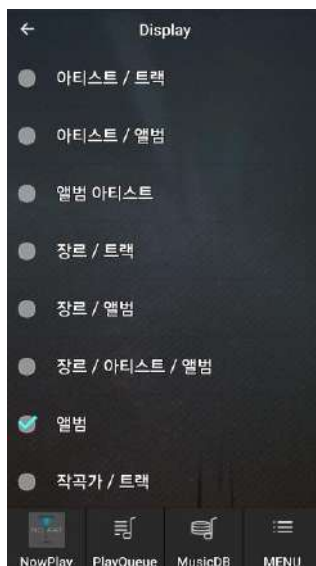 Display
아티스트 / 트랙
아티스트 / 앨범
앨범 아티스트
장르 / 트랙
장르 / 앨범
장르 / 아티스트 / 앨범
앨범
작곡가 / 트랙
NowPlay PlayQueue MusicDB MENU